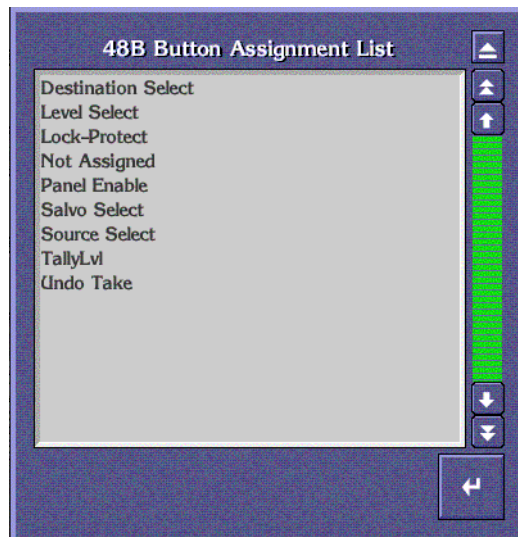 48B Button Assignment List
Destination Select
Level Select
Lock-Protect
Not Assigned
Panel Enable
Salvo Select
Source Select
TallyLvl
Undo Take